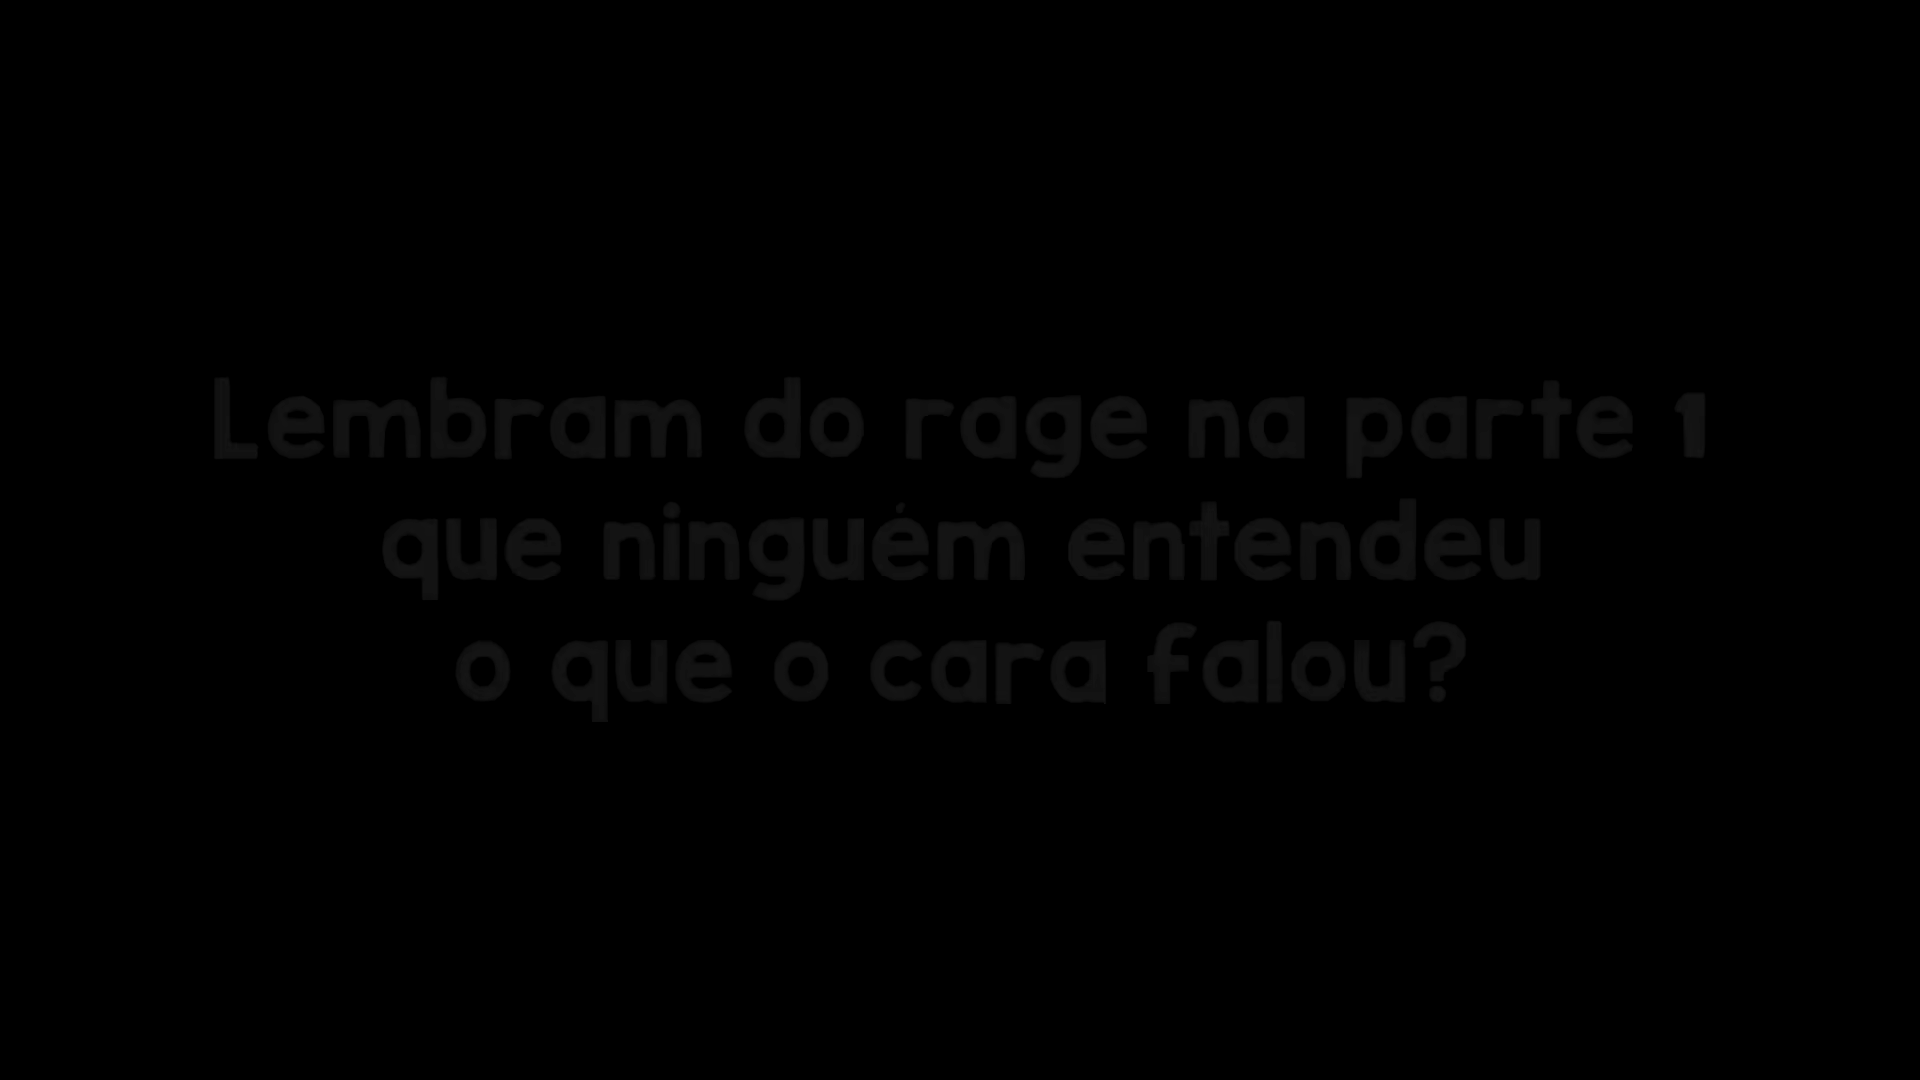 Lembram do rage na parte 1
que ninguém entendeu
o que o cara falou?